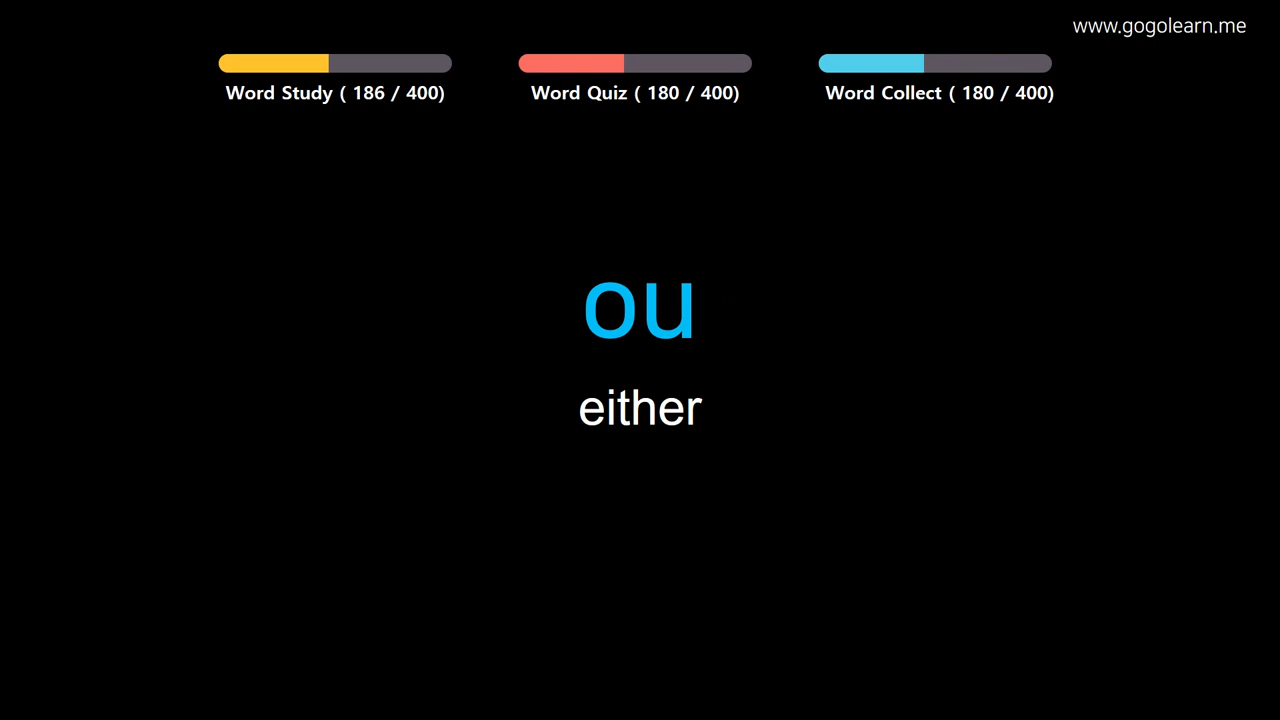 www.gogolearn.me
Word Study ( 186 / 400)
Word Quiz ( 180 / 400)
Word Collect ( 180 / 400)
ou
either